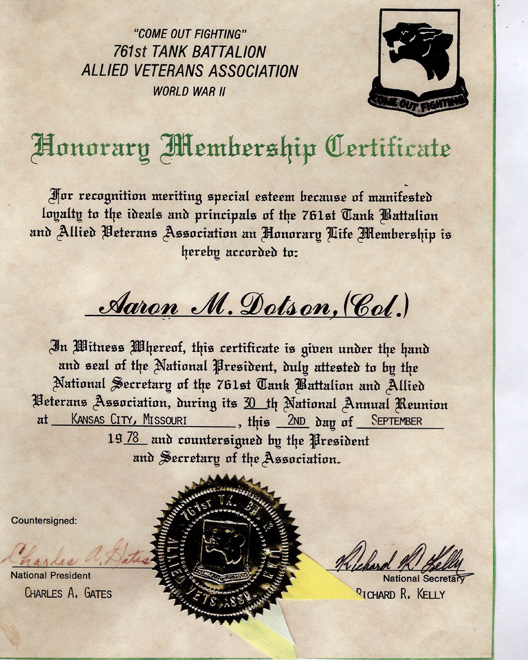 "COME OUT FIGHTING"
761st TANK BATTALION
ALLIED VETERANS ASSOCIATION
WORLD WAR II
COME OUT FIGHTING
Honorary Membership Certificate
For recognition meriting special esteem because of manifested
loyalty to the ideals and principals of the 761st Tank Battalion
and Allied Veterans Association an Honorary Life Membership is
hereby accorded to:
Aaron M. Dotson, (Col.)
In Witness Whereof, this certificate is given under the hand
and seal of the National President, duly attested to by the
National Secretary of the 761st Tank Battalion and Allied
Veterans Association, during its 30 th National Annual Reunion
at KANSAS CITY, MISSOURI, this 2ND day of SEPTEMBER
19 78 and countersigned by the President
and Secretary of the Association.
761st TK. BN. &
ALLIED VETS ASSN.
COME OUT FIGHTING
Countersigned:
Charles A. Gates
National President
CHARLES A. GATES
Richard R. Kelly
National Secretary
RICHARD R. KELLY